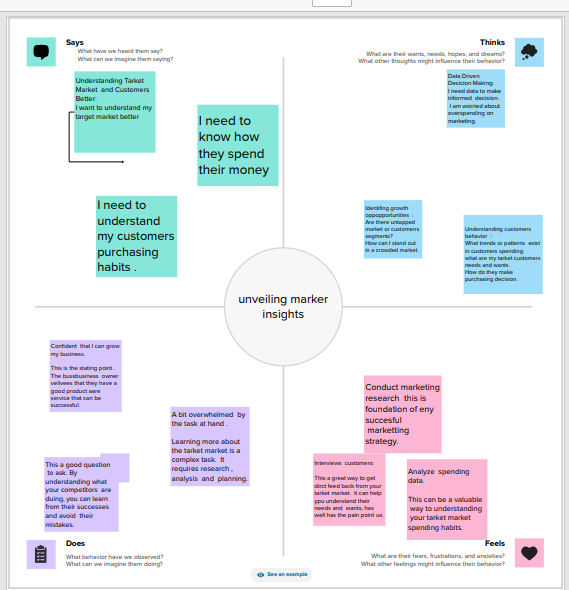 Says
What have we heard them say?
What can we imagine them saying?
Understanding Tarket
Market and Customers
Better:
I want to understand my
target market better
I need to
know how
they spend
their money
I need to
understand
my customers
purchasing
habits .
Thinks
What are their wants, needs, hopes, and dreams?
What other thoughts might influence their behavior?
Data Driven
Desicion Making:
I need data to make
informed decision.
I am worried about
overspending on
marketing.
Identifing growth
oppopportunities :
Are there untapped
market or customers
segments?
How can I stand out
in a crowded market.
Understanding customers
behavior :
What trends or patterns exist
in customers spending.
what are my tarket customers
needs and wants.
How do they make
purchasing decision.
unveiling marker
insights
Confident that I can grow
my business.
This is the stating point .
The bussbusiness owner
velivees that they have a
good product aere
service that can be
successful.
A bit overwhelmed by
the task at hand .
Learning more about
the tarket market is a
complex task. It
requires research ,
analysis and planning.
This a good question
to ask. By
understanding what
your competitors are
duing, you can learn
from their successes
and avoid their
mistakes.
Does
What behavior have we observed?
What can we imagine them doing?
Conduct marketing
research this is
foundation of eny
succesful
marketting
strategy.
Interviews customers:
This a great way to get
dirct feed back from your
tarket market. it can help
ypu understand their
needs and wants, has
well has the pain point us.
Analyze spending
data.
This can be a valuable
way to understanding
your tarket market
spending habits.
Feels
What are their fears, frustrations, and anxieties?
What other feelings might influence their behavior?
See an example